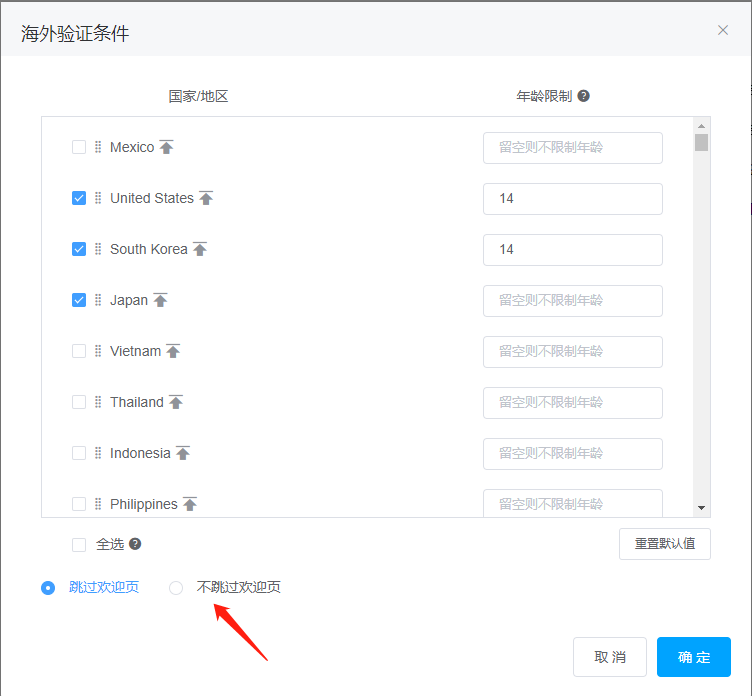 海外验证条件
国家/地区 年龄限制
Mexico 留空则不限制年龄
United States 14
South Korea 14
Japan 留空则不限制年龄
Vietnam 留空则不限制年龄
Thailand 留空则不限制年龄
Indonesia 留空则不限制年龄
Philippines 留空则不限制年龄
全选 重置默认值
跳过欢迎页 不跳过欢迎页
取消 确定